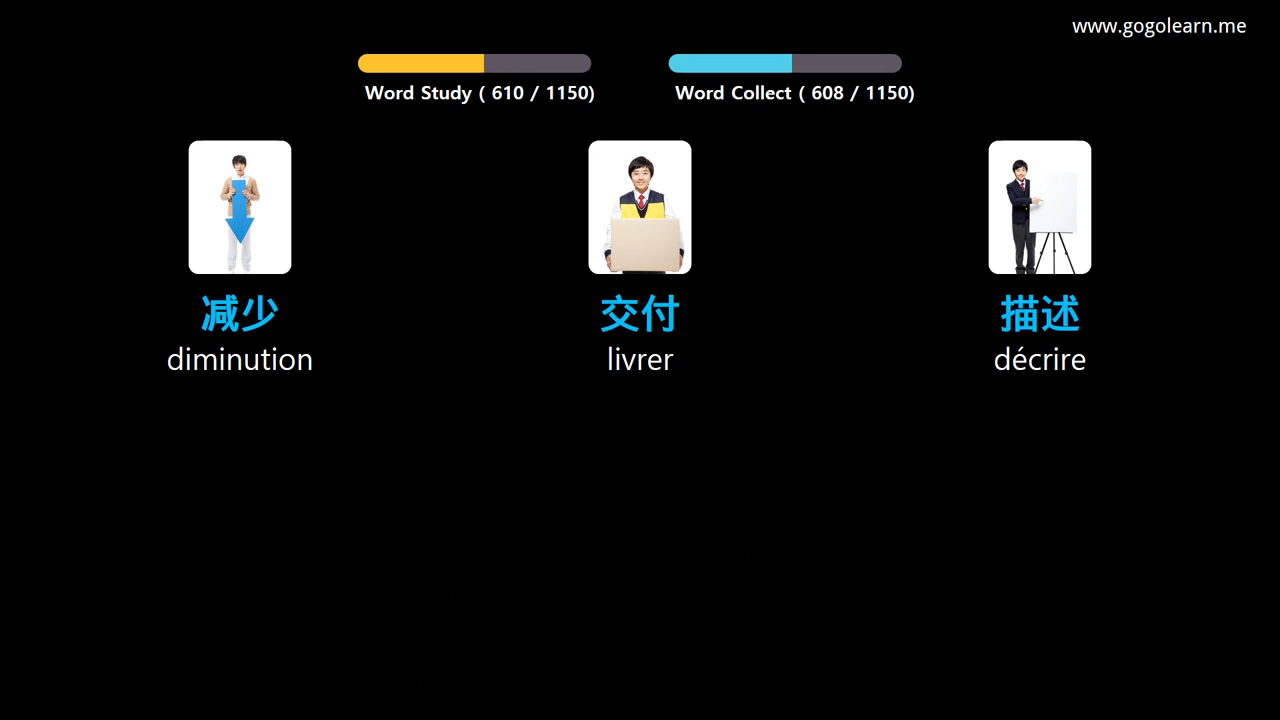 www.gogolearn.me
Word Study ( 610 / 1150)
Word Collect ( 608 / 1150)
减少
diminution
交付
livrer
描述
décrire